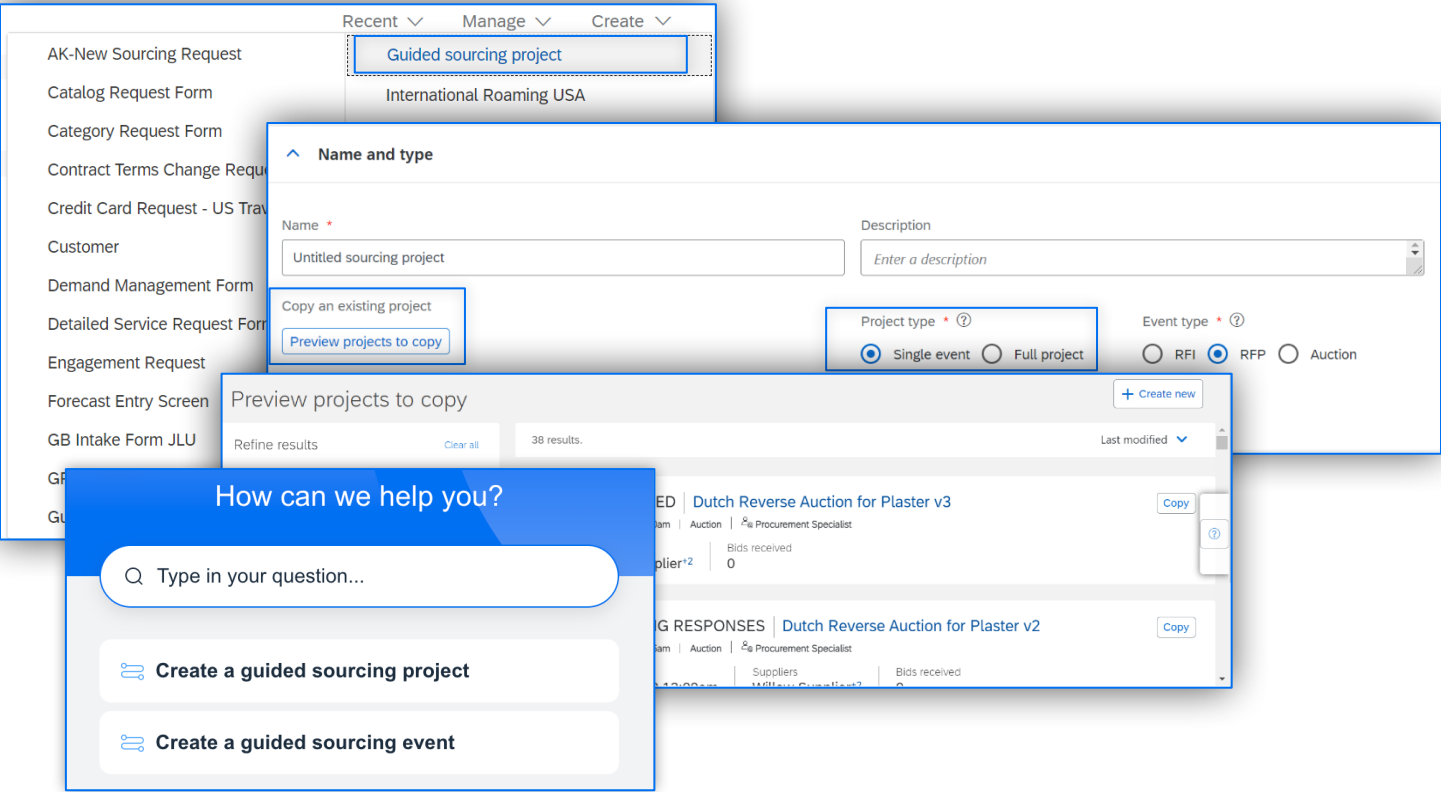 Recent Manage Create
AK-New Sourcing Request
Guided sourcing project
Catalog Request Form
International Roaming USA
Category Request Form
Contract Terms Change
Credit Card Request - US
Customer
Demand Management Form
Detailed Service Request
Engagement Request
Forecast Entry Screen
GB Intake Form JLU
Name and type
Name *
Description
Untitled sourcing project
Enter a description
Copy an existing project
Preview projects to copy
Project type *
Event type *
Single event Full project
RFI RFP Auction
Preview projects to copy
+ Create new
Refine results
Clear all
38 results.
Last modified
Dutch Reverse Auction for Plaster v3
Copy
Auction | Procurement Specialist
Bids received
+2
0
RESPONSES | Dutch Reverse Auction for Plaster v2
Copy
Auction | Procurement Specialist
Suppliers
Bids received
How can we help you?
Type in your question...
Create a guided sourcing project
Create a guided sourcing event